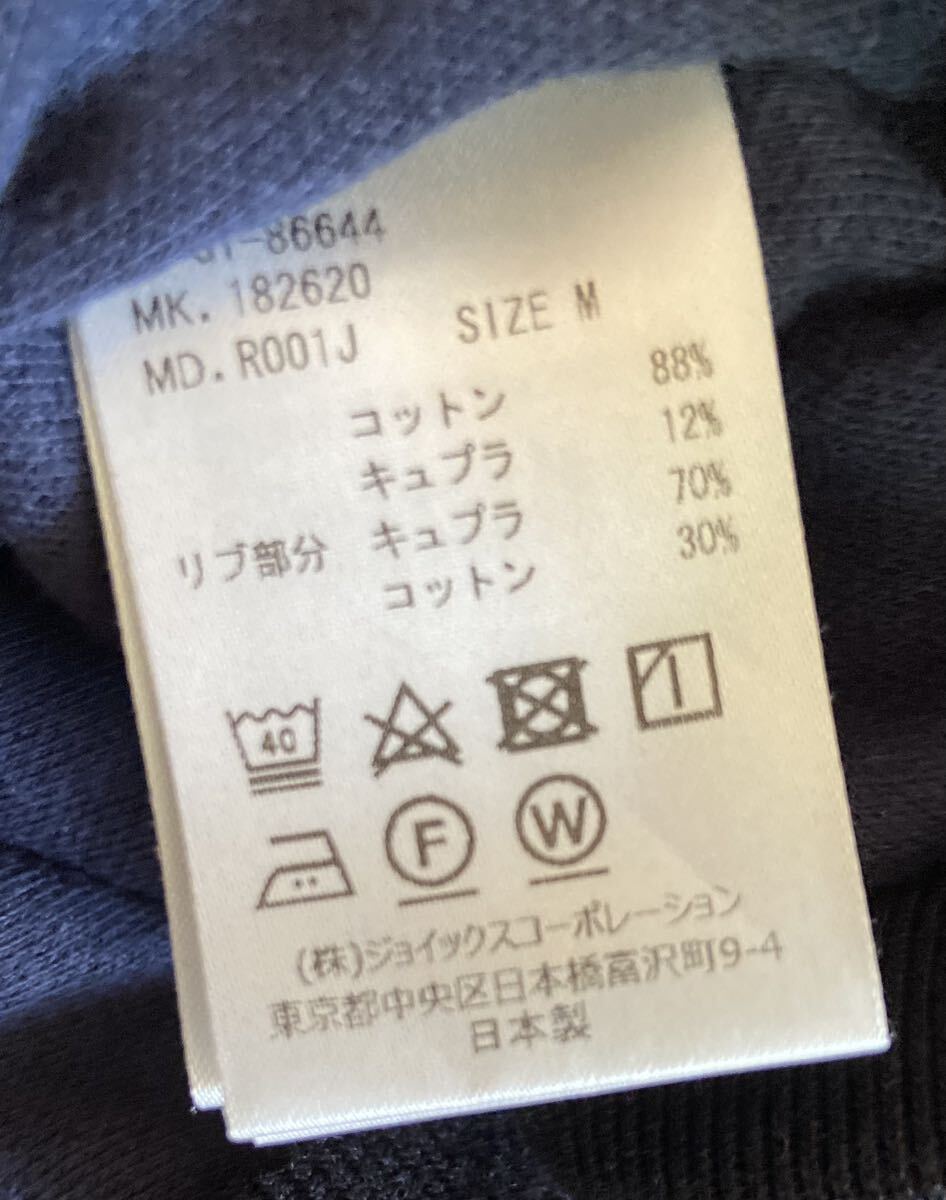 -86644
MK. 182620
MD. R001J SIZE M
コットン 88%
キュプラ 12%
リブ部分 キュプラ 70%
コットン 30%
40
F W
(株)ジョイックスコーポレーション
東京都中央区日本橋富沢町9-4
日本製